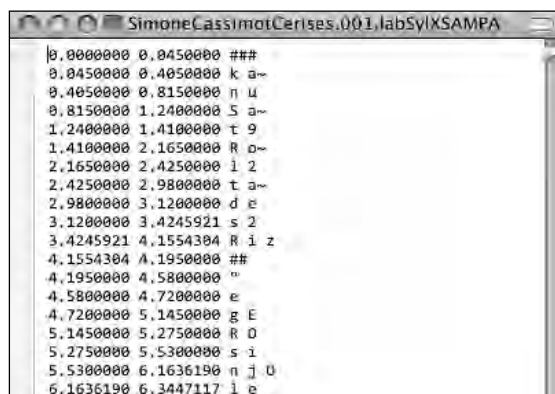 SimoneCassimotCerises.001.labSylXSAMPA
0.0000000 0.0450000 ###
0.0450000 0.4050000 k a~
0.4050000 0.8150000 n u
0.8150000 1.2400000 S a~
1.2400000 1.4100000 t 9
1.4100000 2.1650000 R o~
2.1650000 2.4250000 l 2
2.4250000 2.9800000 t a~
2.9800000 3.1200000 d e
3.1200000 3.4245921 s 2
3.4245921 4.1554304 R i z
4.1554304 4.1950000 ##
4.1950000 4.5800000
4.5800000 4.7200000 e
4.7200000 5.1450000 g E
5.1450000 5.2750000 R O
5.2750000 5.5300000 s i
5.5300000 6.1636190 n j O
6.1636190 6.3447117 l e